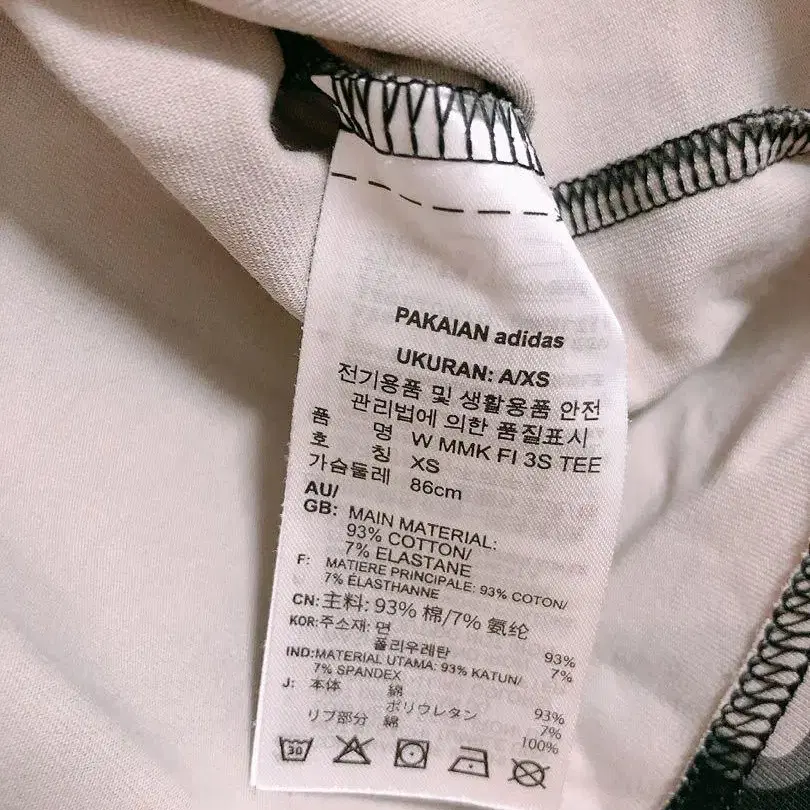 PAKAIAN adidas
UKURAN: A/XS
전기용품 및 생활용품 안전
관리법에 의한 품질표시
품 명 W MMK FI 3S TEE
호 칭 XS
가슴둘레 86cm
AU/
GB: MAIN MATERIAL:
93% COTTON/
7% ELASTANE
F: MATIERE PRINCIPALE: 93% COTON/
7% ÉLASTHANNE
CN: 主料: 93% 棉/7% 氨纶
KOR: 주소재: 면 93%
폴리우레탄 7%
IND: MATERIAL UTAMA: 93% KATUN/
7% SPANDEX
J: 本体 綿 93%
ポリウレタン 7%
リブ部分 綿 100%
30